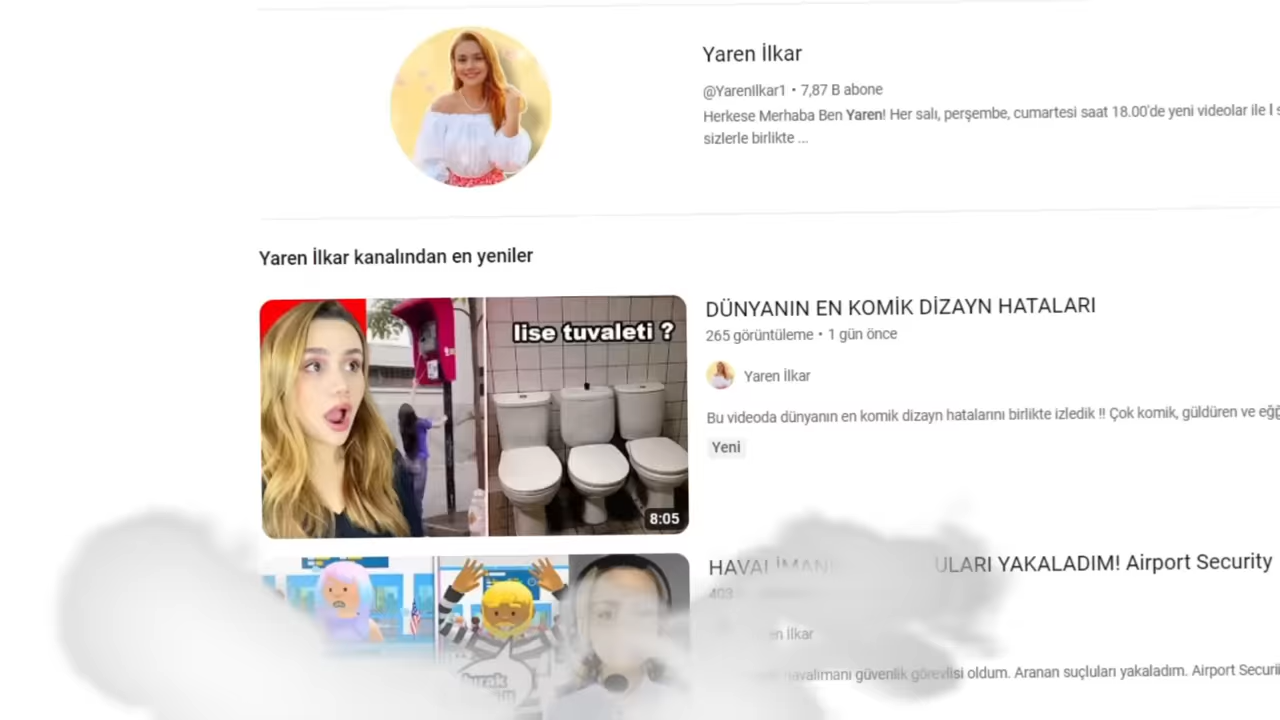 Yaren İlkar
@YarenIlkar1 • 7,87 B abone
Herkese Merhaba Ben Yaren! Her salı, perşembe, cumartesi saat 18.00'de yeni videolar ile
sizlerle birlikte ...
Yaren İlkar kanalından en yeniler
lise tuvaleti ?
8:05
DÜNYANIN EN KOMİK DİZAYN HATALARI
265 görüntüleme • 1 gün önce
Yaren İlkar
Bu videoda dünyanın en komik dizayn hatalarını birlikte izledik !! Çok komik, güldüren ve
Yeni
YAKALADIM! Airport Security
403
İlkar
güvenlik görevlisi oldum. Aranan suçluları yakaladım. Airport